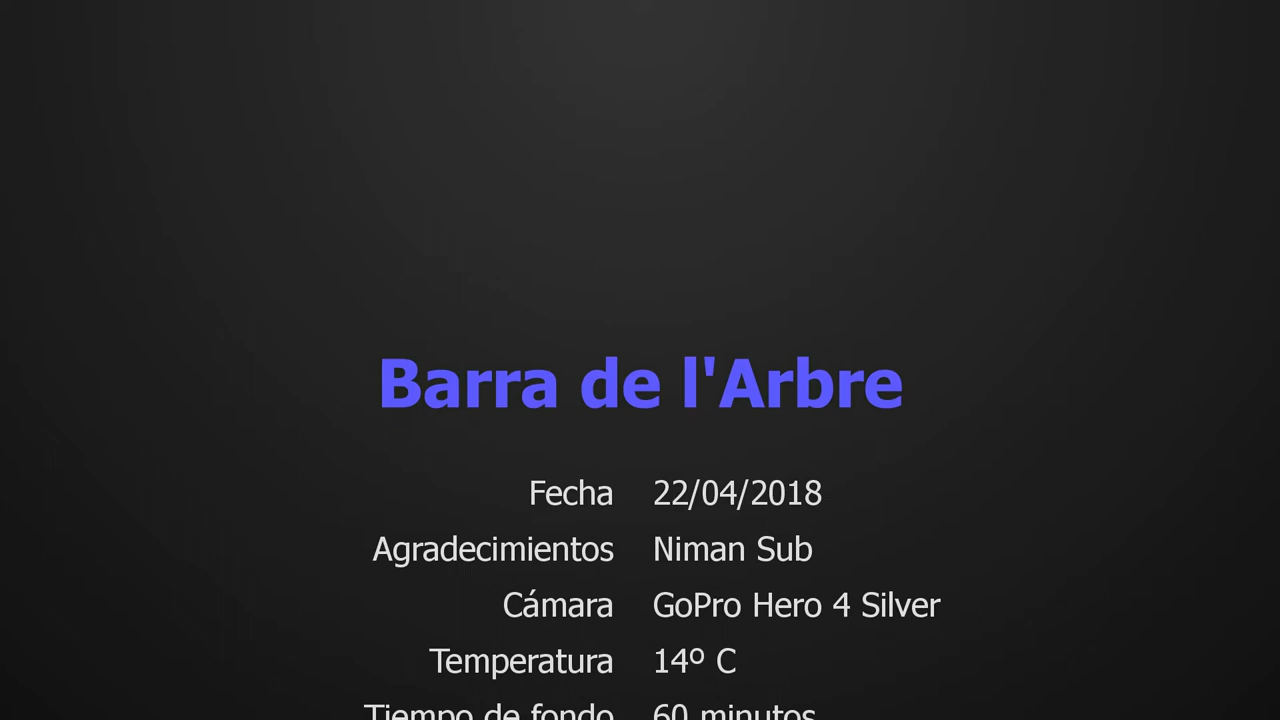 Barra de l'Arbre
Fecha 22/04/2018
Agradecimientos Niman Sub
Cámara GoPro Hero 4 Silver
Temperatura 14º C
Tiempo de fondo 60 minutos